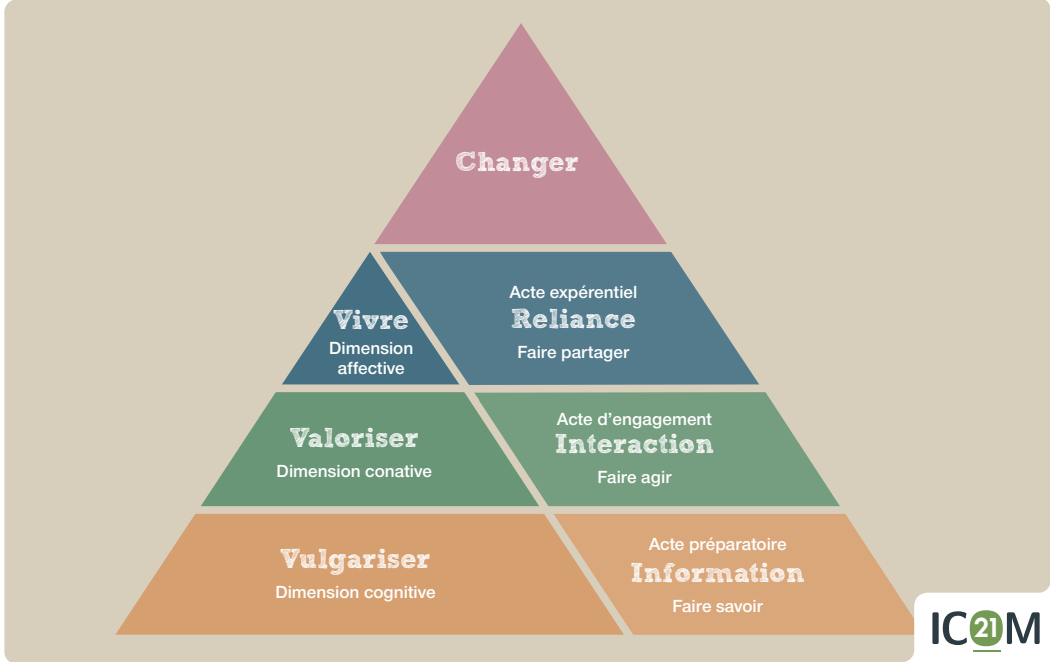 Changer
Vivre
Dimension
affective
Acte expérentiel
Reliance
Faire partager
Valoriser
Dimension conative
Acte d’engagement
Interaction
Faire agir
Vulgariser
Dimension cognitive
Acte préparatoire
Information
Faire savoir
IC21M